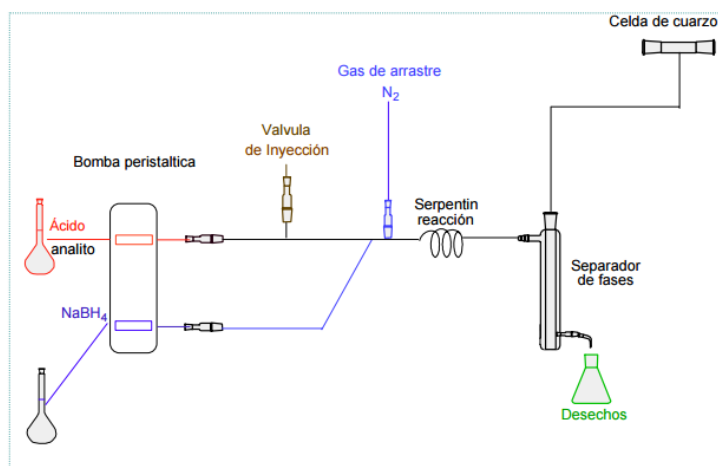 Celda de cuarzo
Gas de arrastre
N2
Valvula
de Inyección
Bomba peristaltica
Serpentin
reacción
Ácido
analito
Separador
de fases
NaBH4
Desechos